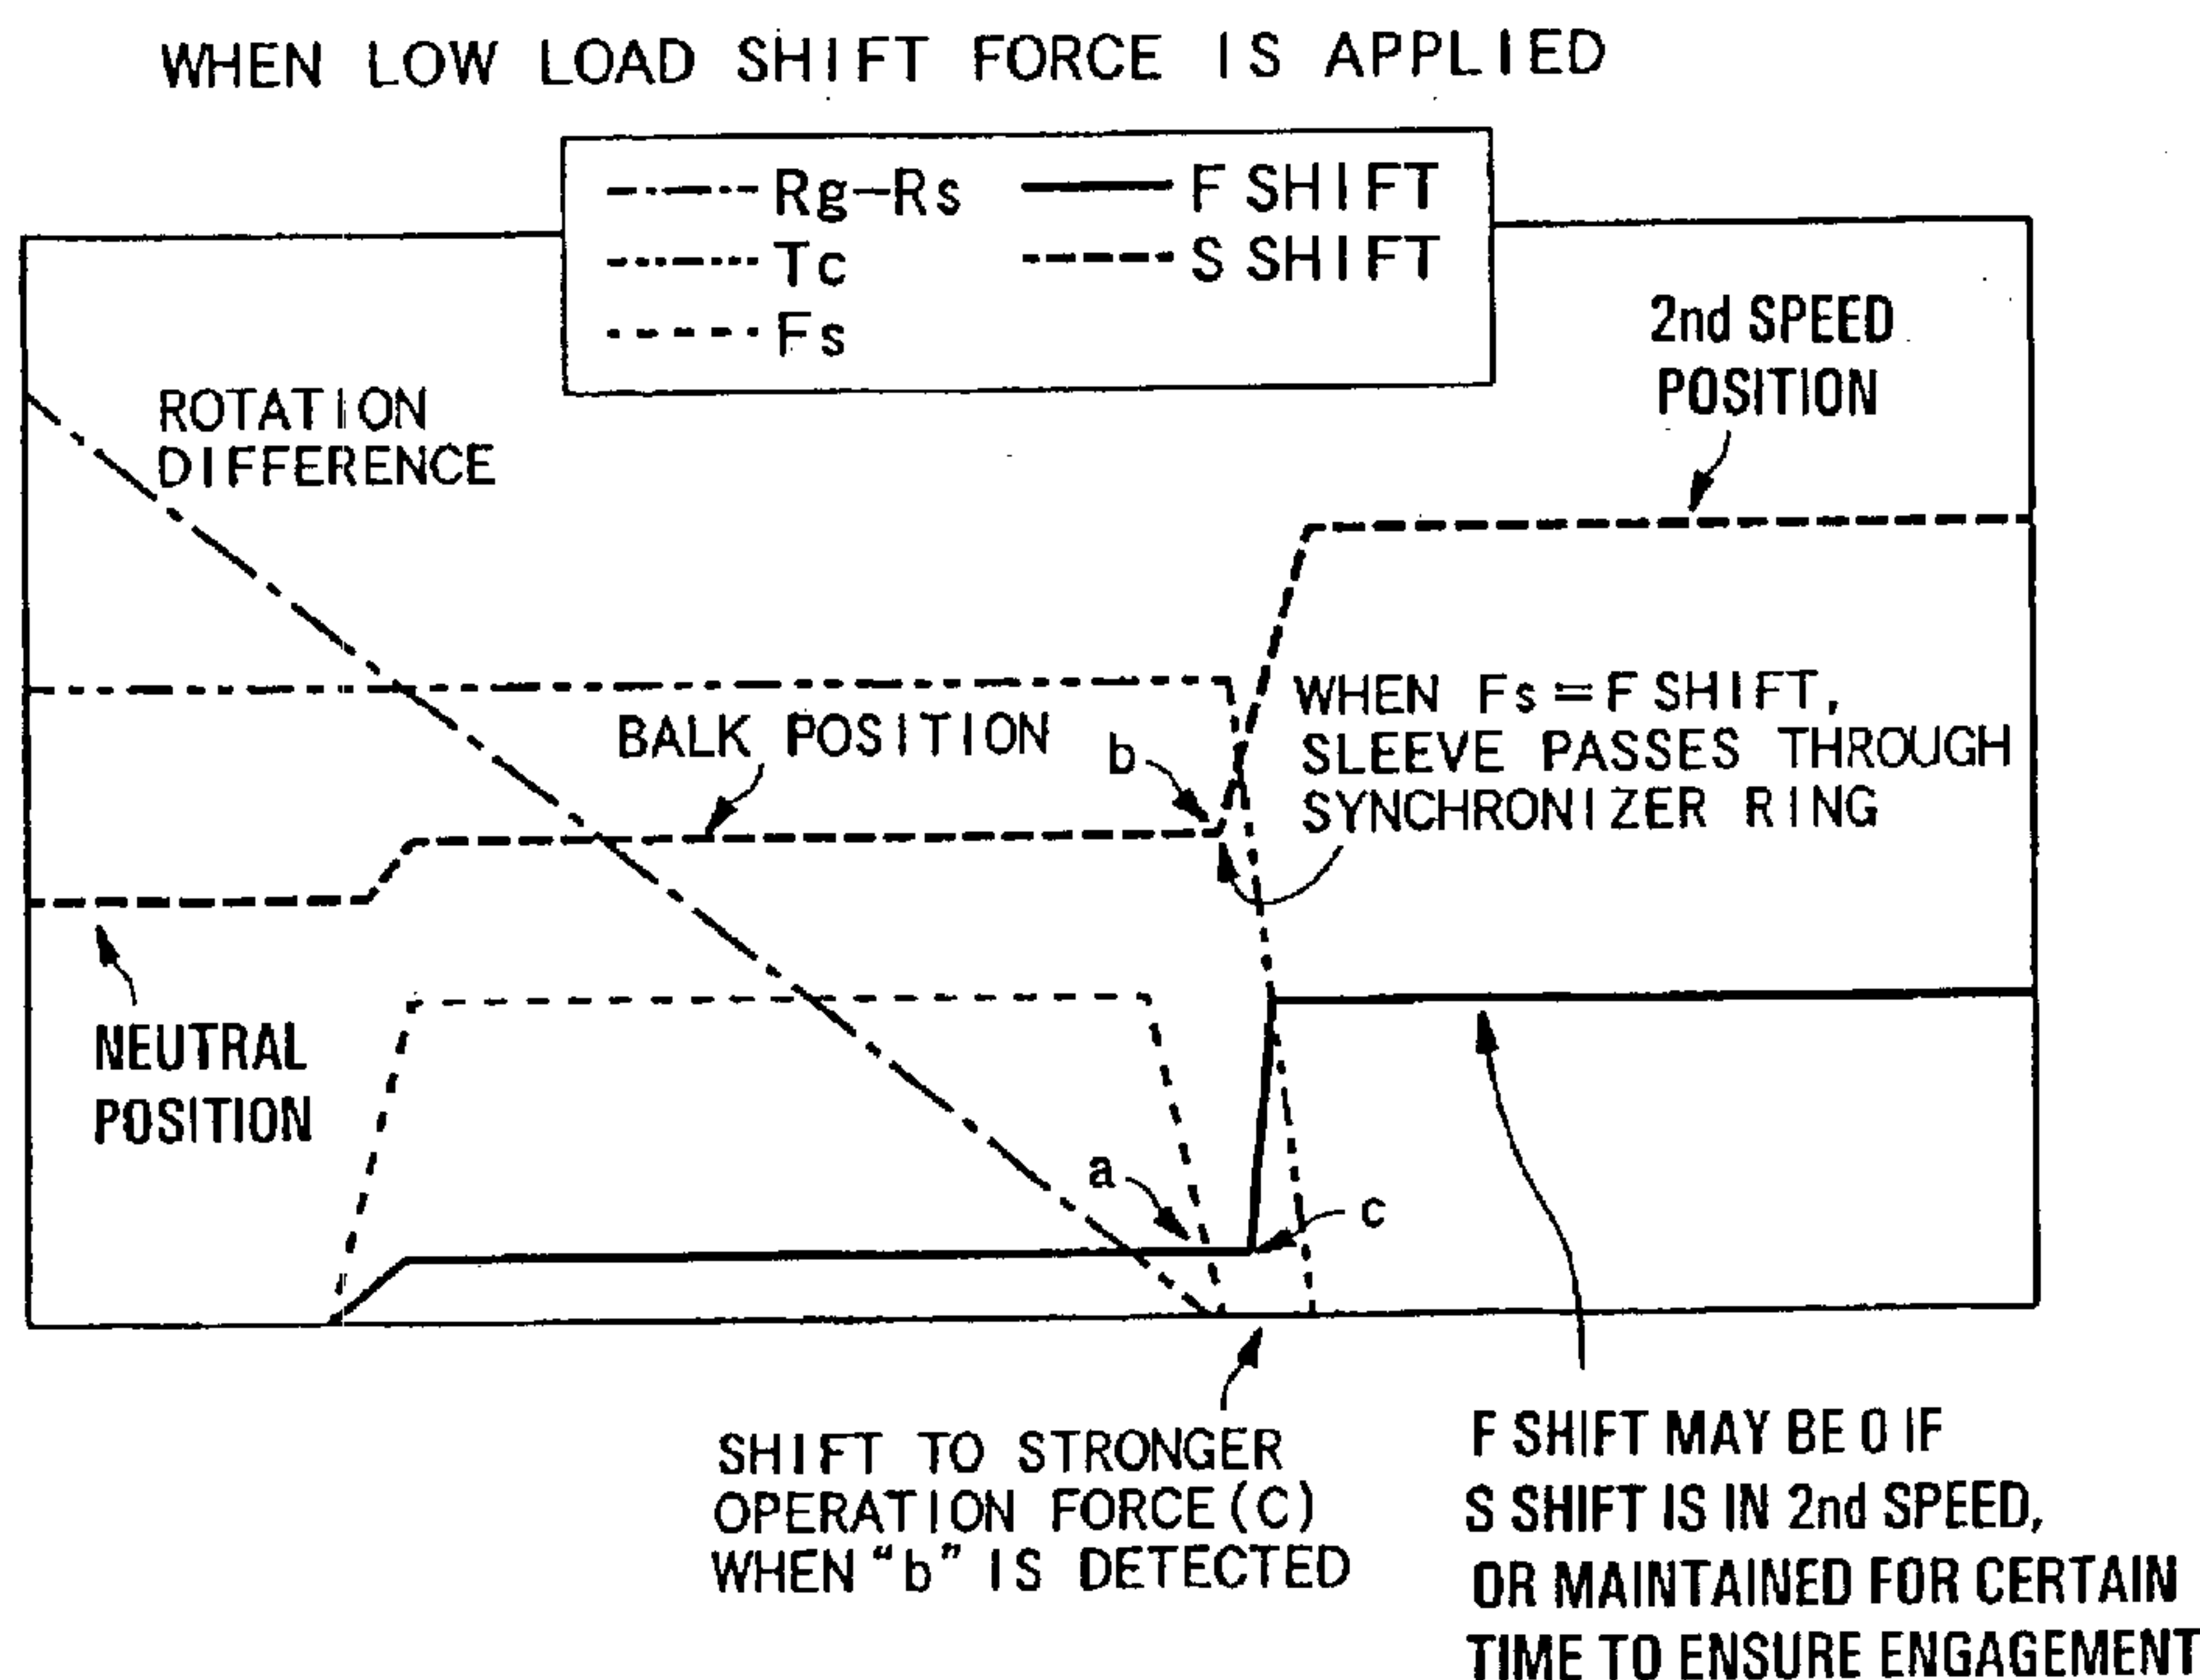 WHEN LOW LOAD SHIFT FORCE IS APPLIED
Rg-Rs
Tc
Fs
F SHIFT
S SHIFT
2nd SPEED
POSITION
ROTATION
DIFFERENCE
BALK POSITION
b
WHEN Fs=F SHIFT,
SLEEVE PASSES THROUGH
SYNCHRONIZER RING
NEUTRAL
POSITION
a
c
SHIFT TO STRONGER
OPERATION FORCE(C)
WHEN "b" IS DETECTED
F SHIFT MAY BE 0 IF
S SHIFT IS IN 2nd SPEED,
OR MAINTAINED FOR CERTAIN
TIME TO ENSURE ENGAGEMENT